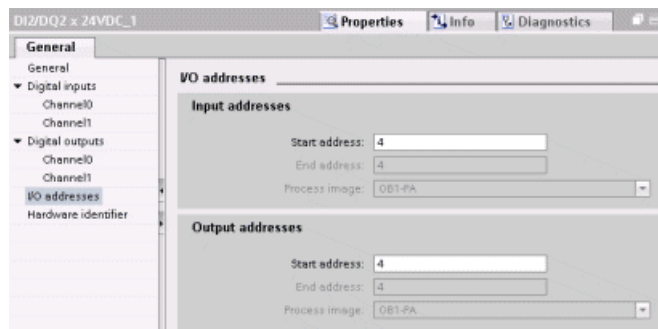 DI2/DQ2 x 24VDC_1
Properties
Info
Diagnostics
General
General
Digital inputs
Channel0
Channel1
Digital outputs
Channel0
Channel1
I/O addresses
Hardware identifier
I/O addresses
Input addresses
Start address: 4
End address: 4
Process image: OB1-PA
Output addresses
Start address: 4
End address: 4
Process image: OB1-PA